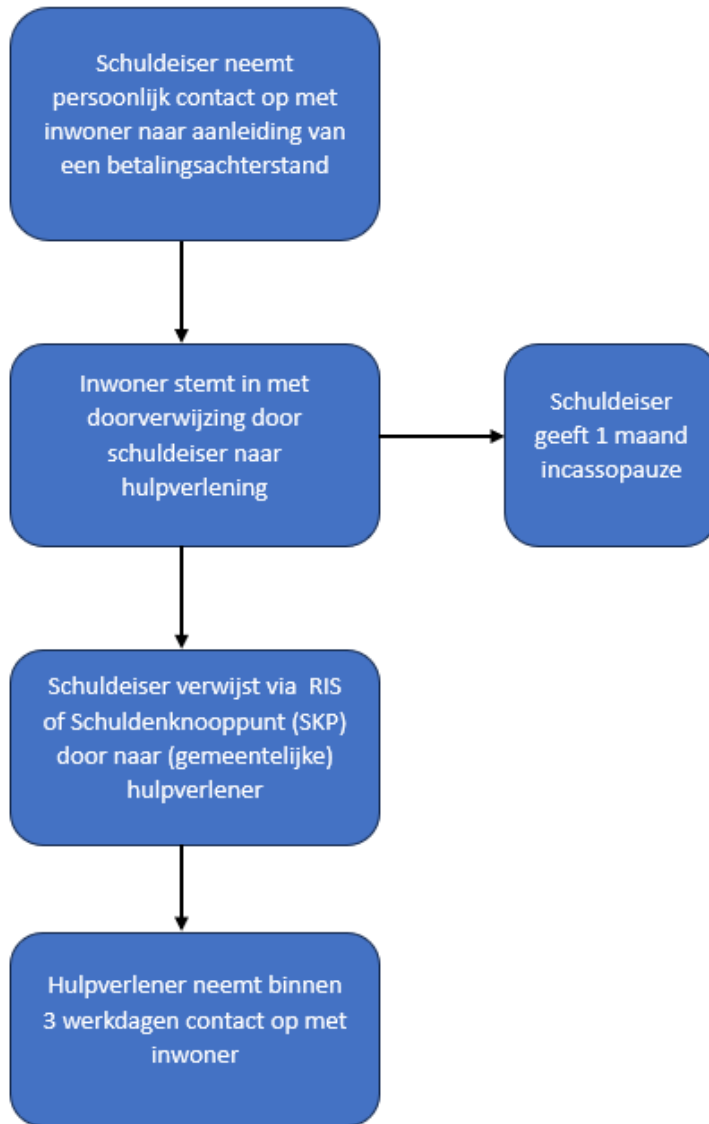 Schuldeiser neemt
persoonlijk contact op met
inwoner naar aanleiding van
een betalingsachterstand
Inwoner stemt in met
doorverwijzing door
schuldeiser naar
hulpverlening
Schuldeiser
geeft 1 maand
incassopauze
Schuldeiser verwijst via RIS
of Schuldenknooppunt (SKP)
door naar (gemeentelijke)
hulpverlener
Hulpverlener neemt binnen
3 werkdagen contact op met
inwoner